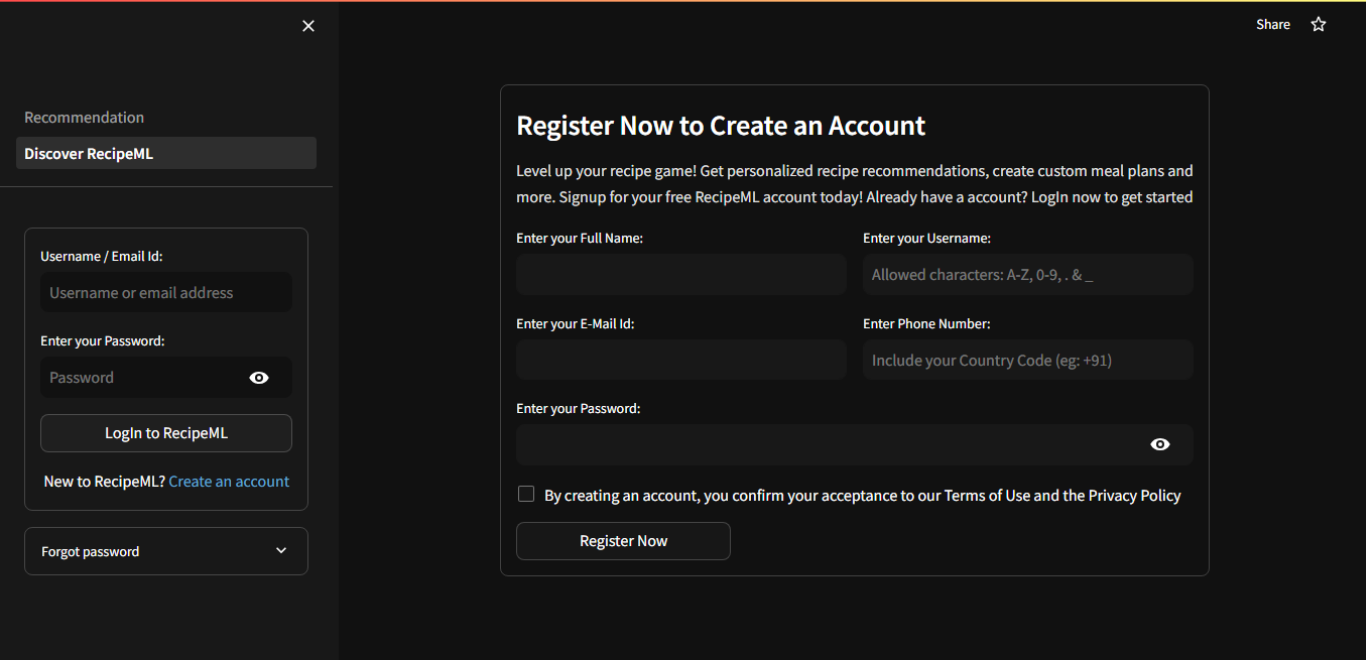 Share
Recommendation
Discover RecipeML
Username / Email Id:
Username or email address
Enter your Password:
Password
LogIn to RecipeML
New to RecipeML? Create an account
Forgot password
Register Now to Create an Account
Level up your recipe game! Get personalized recipe recommendations, create custom meal plans and
more. Signup for your free RecipeML account today! Already have a account? LogIn now to get started
Enter your Full Name:
Enter your Username:
Allowed characters: A-Z, 0-9, . & _
Enter your E-Mail Id:
Enter Phone Number:
Include your Country Code (eg: +91)
Enter your Password:
By creating an account, you confirm your acceptance to our Terms of Use and the Privacy Policy
Register Now